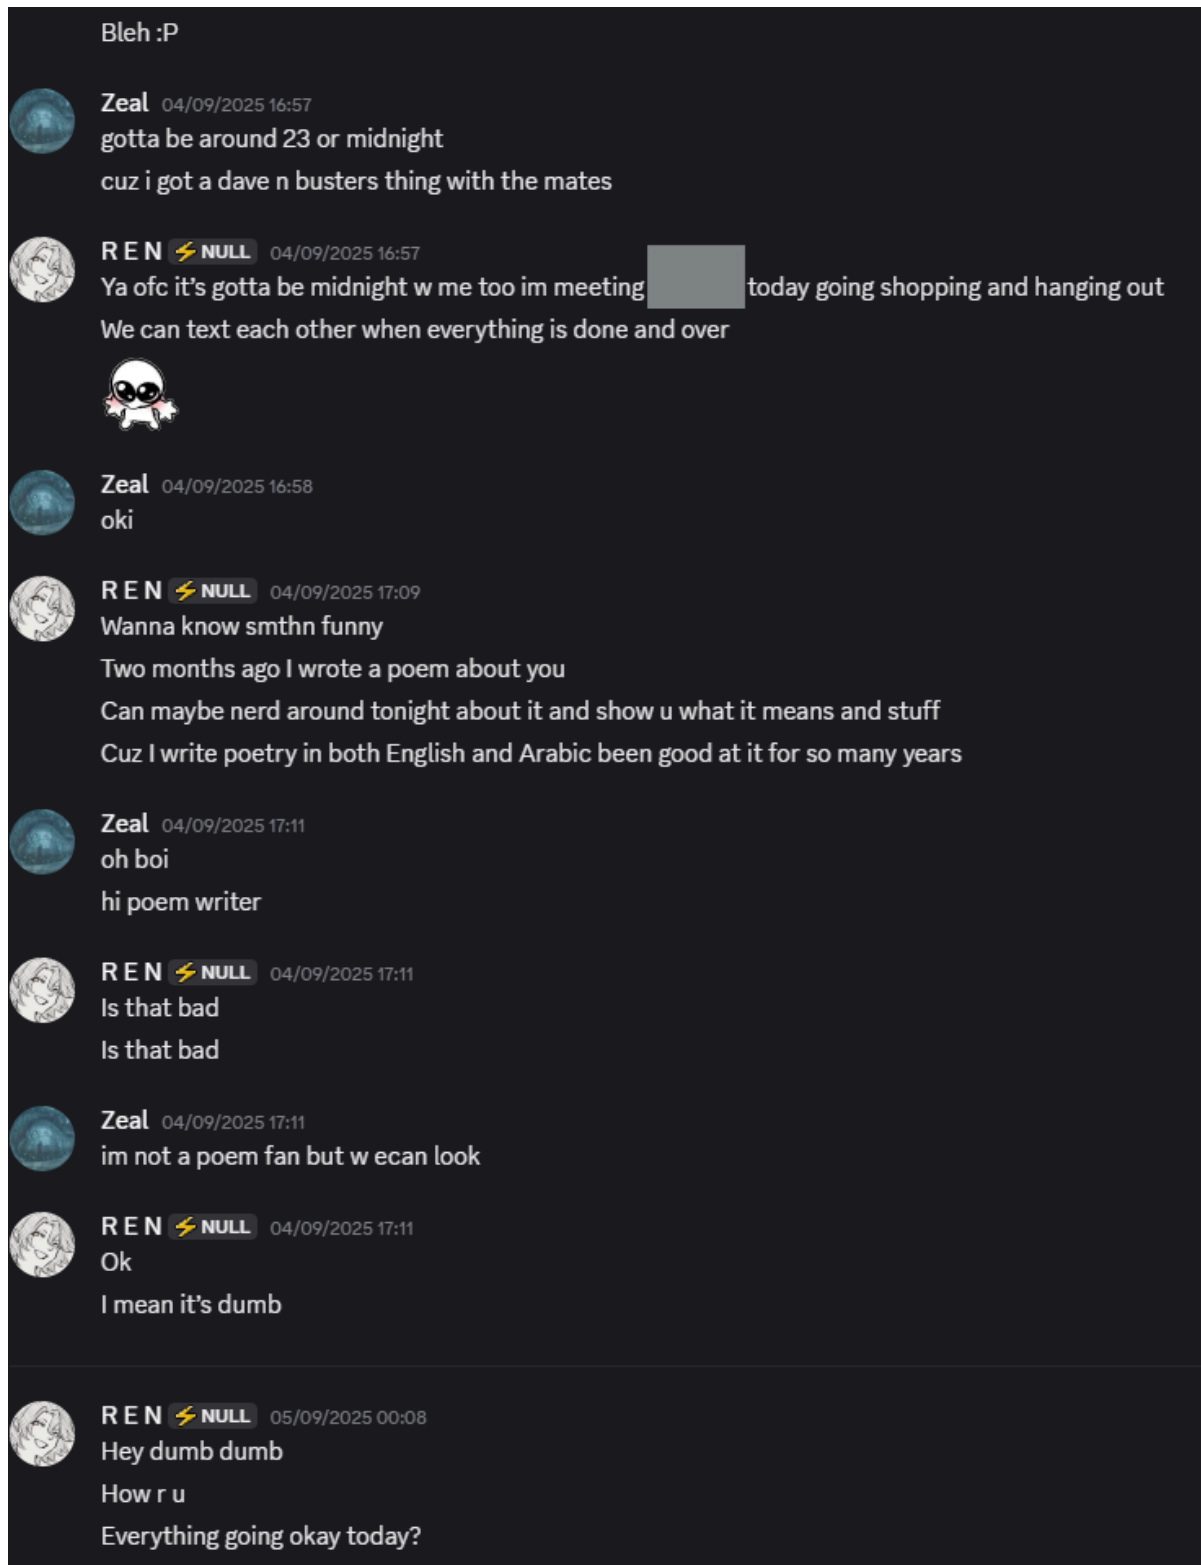 Bleh :P
Zeal 04/09/2025 16:57
gotta be around 23 or midnight
cuz i got a dave n busters thing with the mates
R E N ⚡ NULL 04/09/2025 16:57
Ya ofc it's gotta be midnight w me too im meeting today going shopping and hanging out
We can text each other when everything is done and over
Zeal 04/09/2025 16:58
oki
R E N ⚡ NULL 04/09/2025 17:09
Wanna know smthn funny
Two months ago I wrote a poem about you
Can maybe nerd around tonight about it and show u what it means and stuff
Cuz I write poetry in both English and Arabic been good at it for so many years
Zeal 04/09/2025 17:11
oh boi
hi poem writer
R E N ⚡ NULL 04/09/2025 17:11
Is that bad
Is that bad
Zeal 04/09/2025 17:11
im not a poem fan but w ecan look
R E N ⚡ NULL 04/09/2025 17:11
Ok
I mean it's dumb
R E N ⚡ NULL 05/09/2025 00:08
Hey dumb dumb
How r u
Everything going okay today?